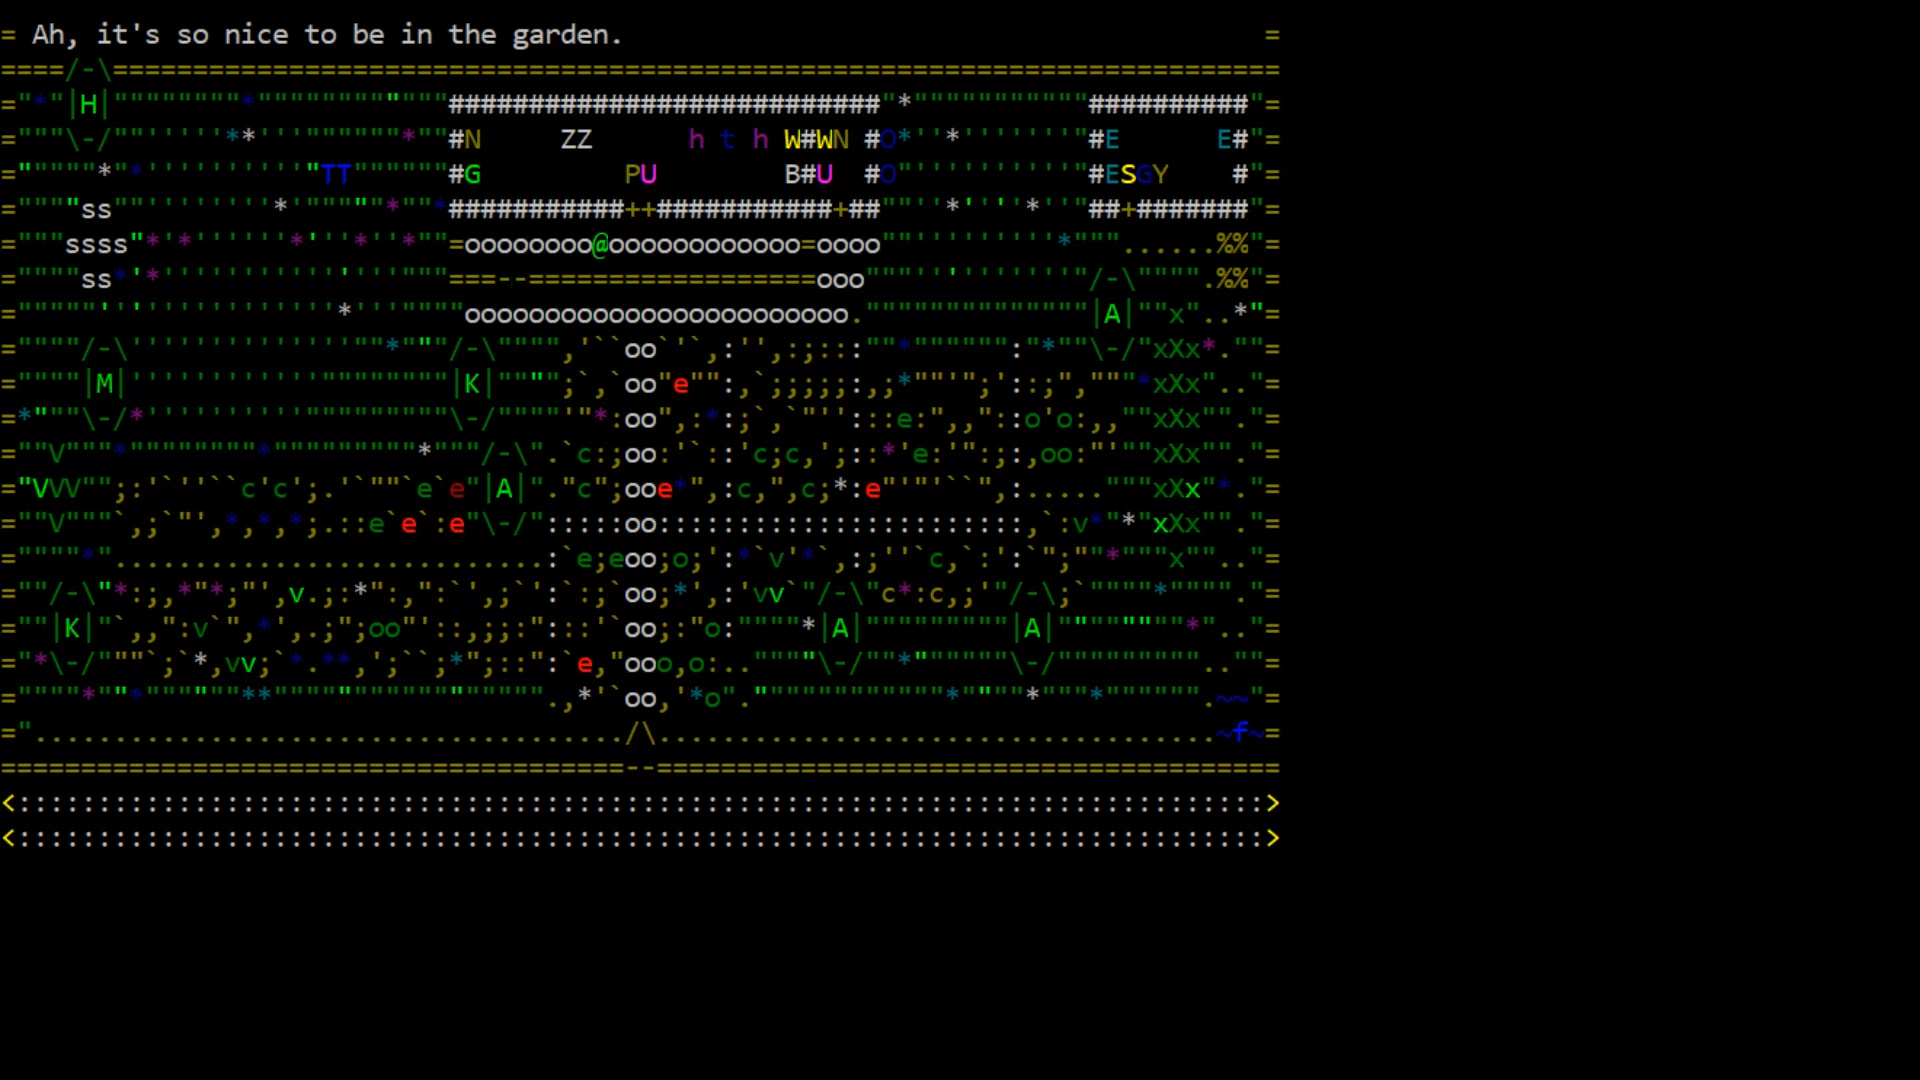 Ah, it's so nice to be in the garden.